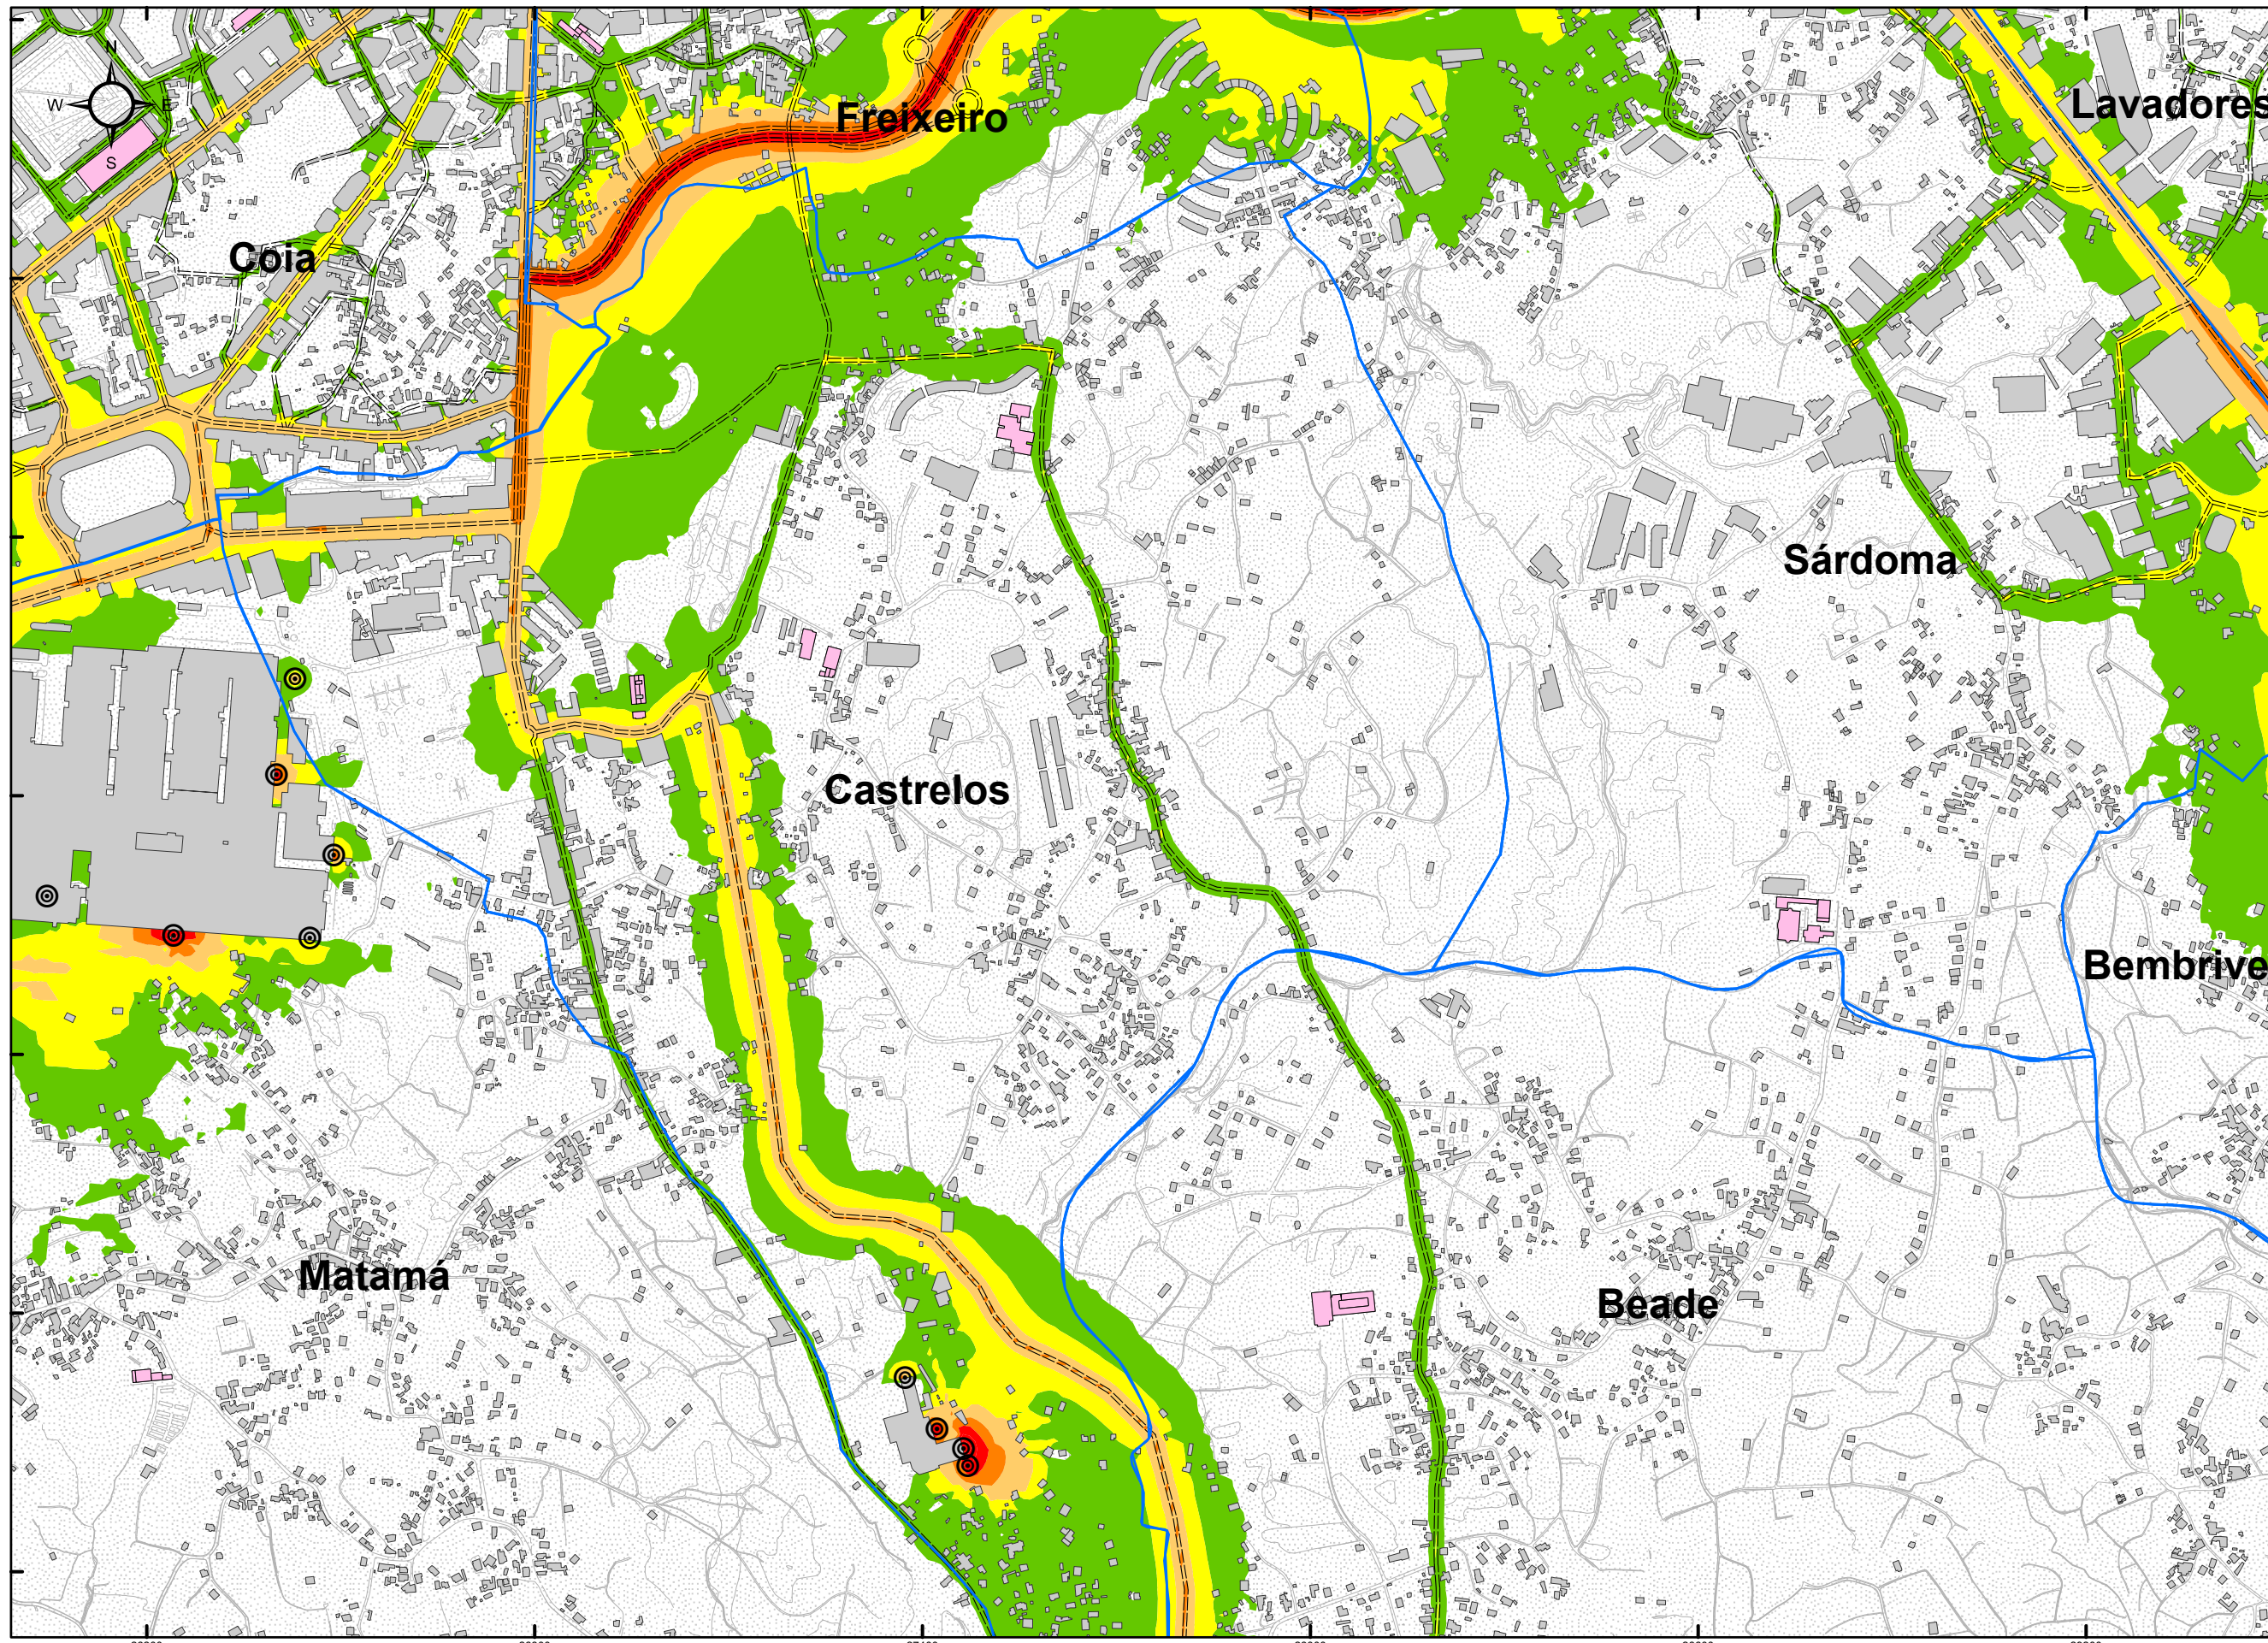 N
W E
S
Freixeiro
Lavadores
Coia
Sárdoma
Castrelos
Bembrive
Matamá
Beade